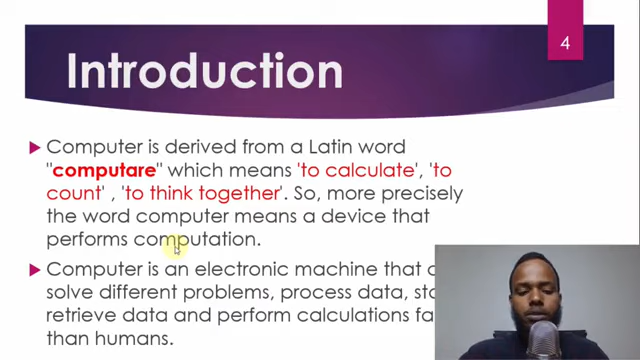 4
Introduction
Computer is derived from a Latin word
"computare" which means 'to calculate', 'to
count' , 'to think together'. So, more precisely
the word computer means a device that
performs computation.
Computer is an electronic machine that
solve different problems, process data,
retrieve data and perform calculations
than humans.